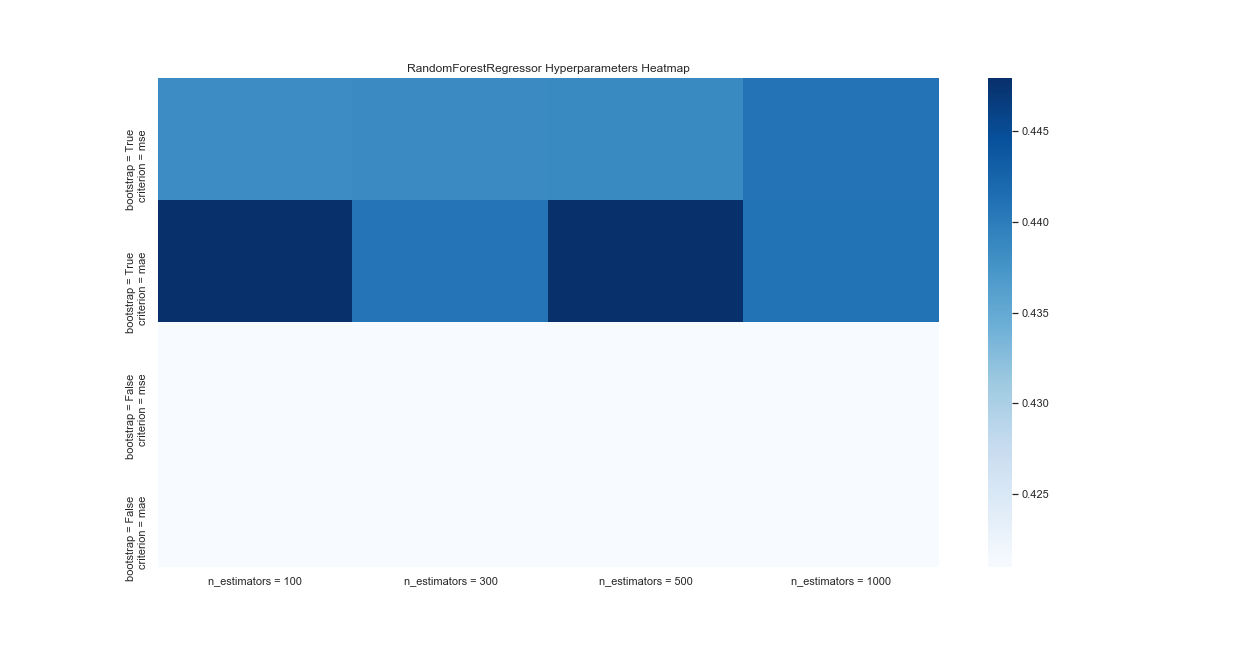 RandomForestRegressor Hyperparameters Heatmap
bootstrap = True
criterion = mse
bootstrap = True
criterion = mae
bootstrap = False
criterion = mse
bootstrap = False
criterion = mae
n_estimators = 100
n_estimators = 300
n_estimators = 500
n_estimators = 1000
0.445
0.440
0.435
0.430
0.425